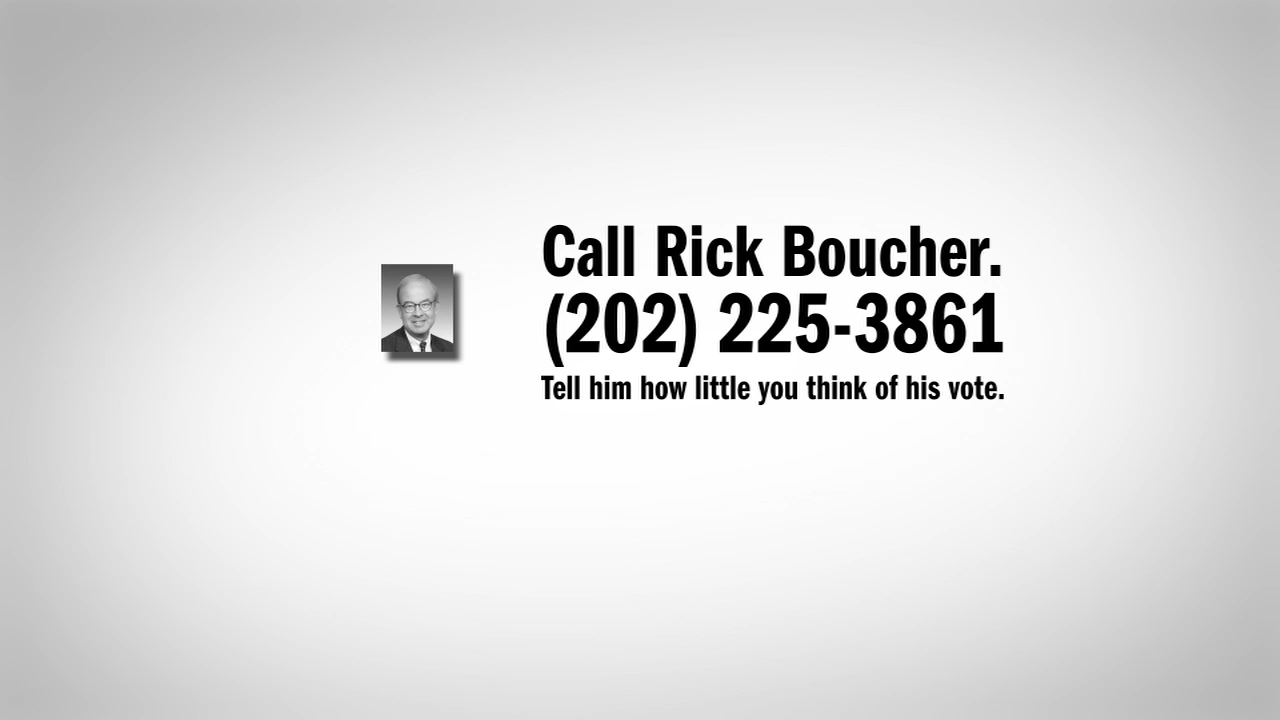 Call Rick Boucher.
(202) 225-3861
Tell him how little you think of his vote.